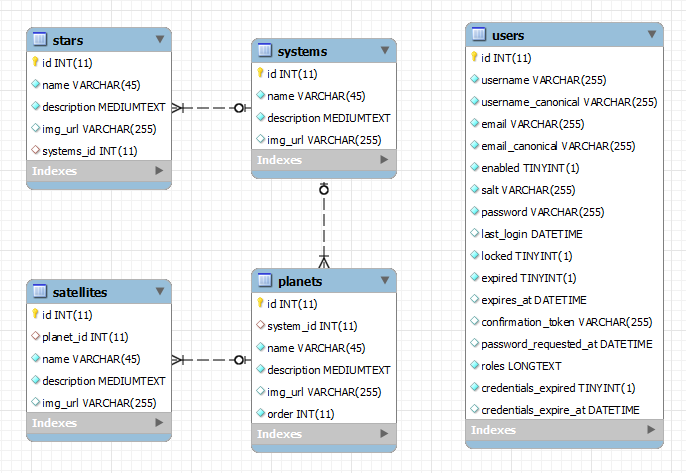 stars
id INT(11)
name VARCHAR(45)
description MEDIUMTEXT
img_url VARCHAR(255)
systems_id INT(11)
Indexes
systems
id INT(11)
name VARCHAR(45)
description MEDIUMTEXT
img_url VARCHAR(255)
Indexes
satellites
id INT(11)
planet_id INT(11)
name VARCHAR(45)
description MEDIUMTEXT
img_url VARCHAR(255)
Indexes
planets
id INT(11)
system_id INT(11)
name VARCHAR(45)
description MEDIUMTEXT
img_url VARCHAR(255)
order INT(11)
Indexes
users
id INT(11)
username VARCHAR(255)
username_canonical VARCHAR(255)
email VARCHAR(255)
email_canonical VARCHAR(255)
enabled TINYINT(1)
salt VARCHAR(255)
password VARCHAR(255)
last_login DATETIME
locked TINYINT(1)
expired TINYINT(1)
expires_at DATETIME
confirmation_token VARCHAR(255)
password_requested_at DATETIME
roles LONGTEXT
credentials_expired TINYINT(1)
credentials_expire_at DATETIME
Indexes